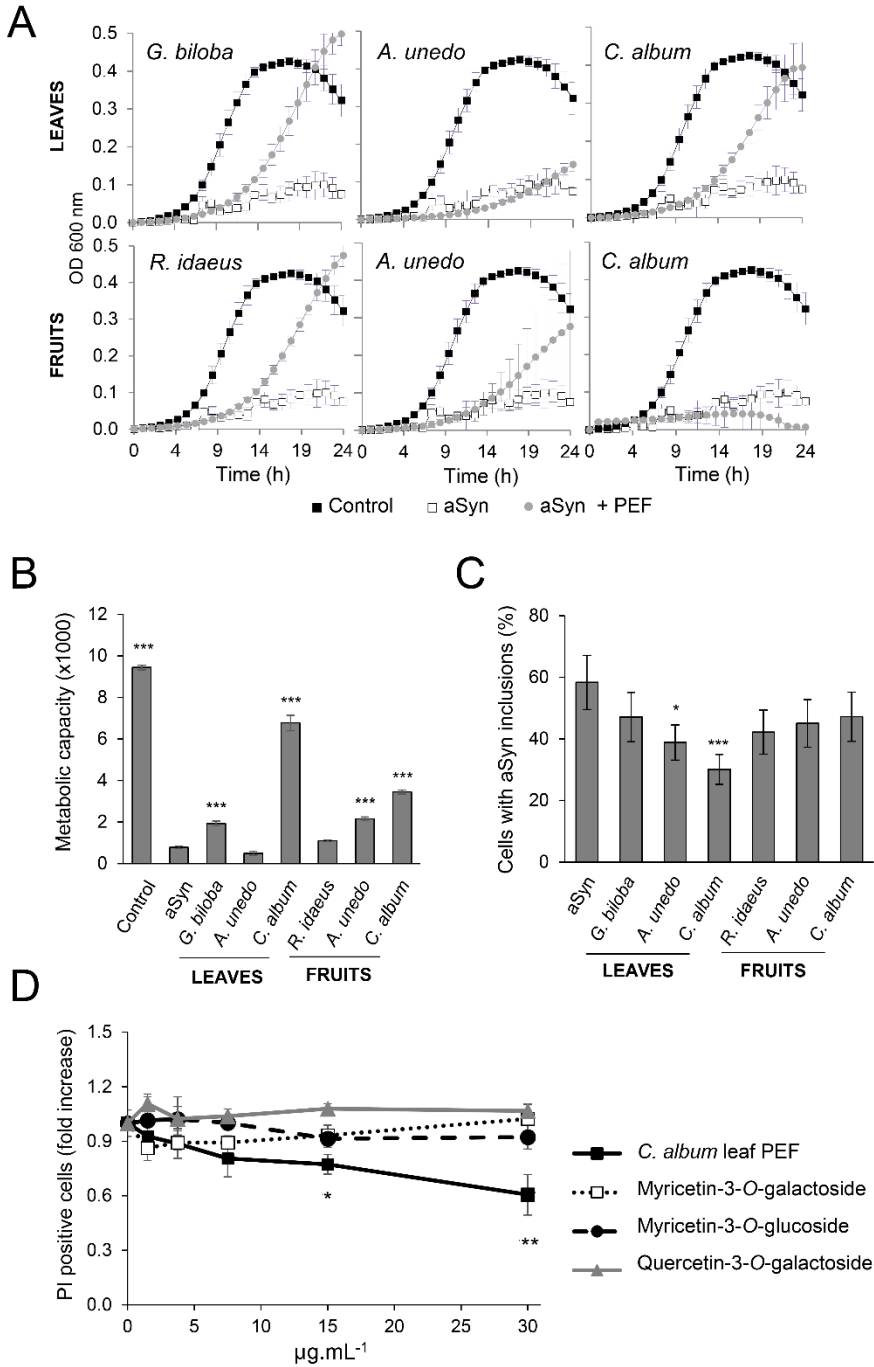 A
G. biloba
A. unedo
C. album
LEAVES
0.5
0.4
0.3
0.2
0.1
0.0
OD 600 nm
R. idaeus
A. unedo
C. album
FRUITS
0.5
0.4
0.3
0.2
0.1
0.0
0 4 9 14 19 24
0 4 9 14 19 24
0 4 9 14 19 24
Time (h)
Time (h)
Time (h)
Control
aSyn
aSyn + PEF
B
Metabolic capacity (x1000)
12
10
8
6
4
2
0
***
***
***
***
***
Control
aSyn
G. biloba
A. unedo
C. album
R. idaeus
A. unedo
C. album
LEAVES
FRUITS
C
Cells with aSyn inclusions (%)
80
60
40
20
0
*
***
aSyn
G. biloba
A. unedo
C. album
R. idaeus
A. unedo
C. album
LEAVES
FRUITS
D
PI positive cells (fold increase)
1.5
1.2
0.9
0.6
0.3
0.0
*
**
0 5 10 15 20 25 30
µg.mL-1
C. album leaf PEF
Myricetin-3-O-galactoside
Myricetin-3-O-glucoside
Quercetin-3-O-galactoside